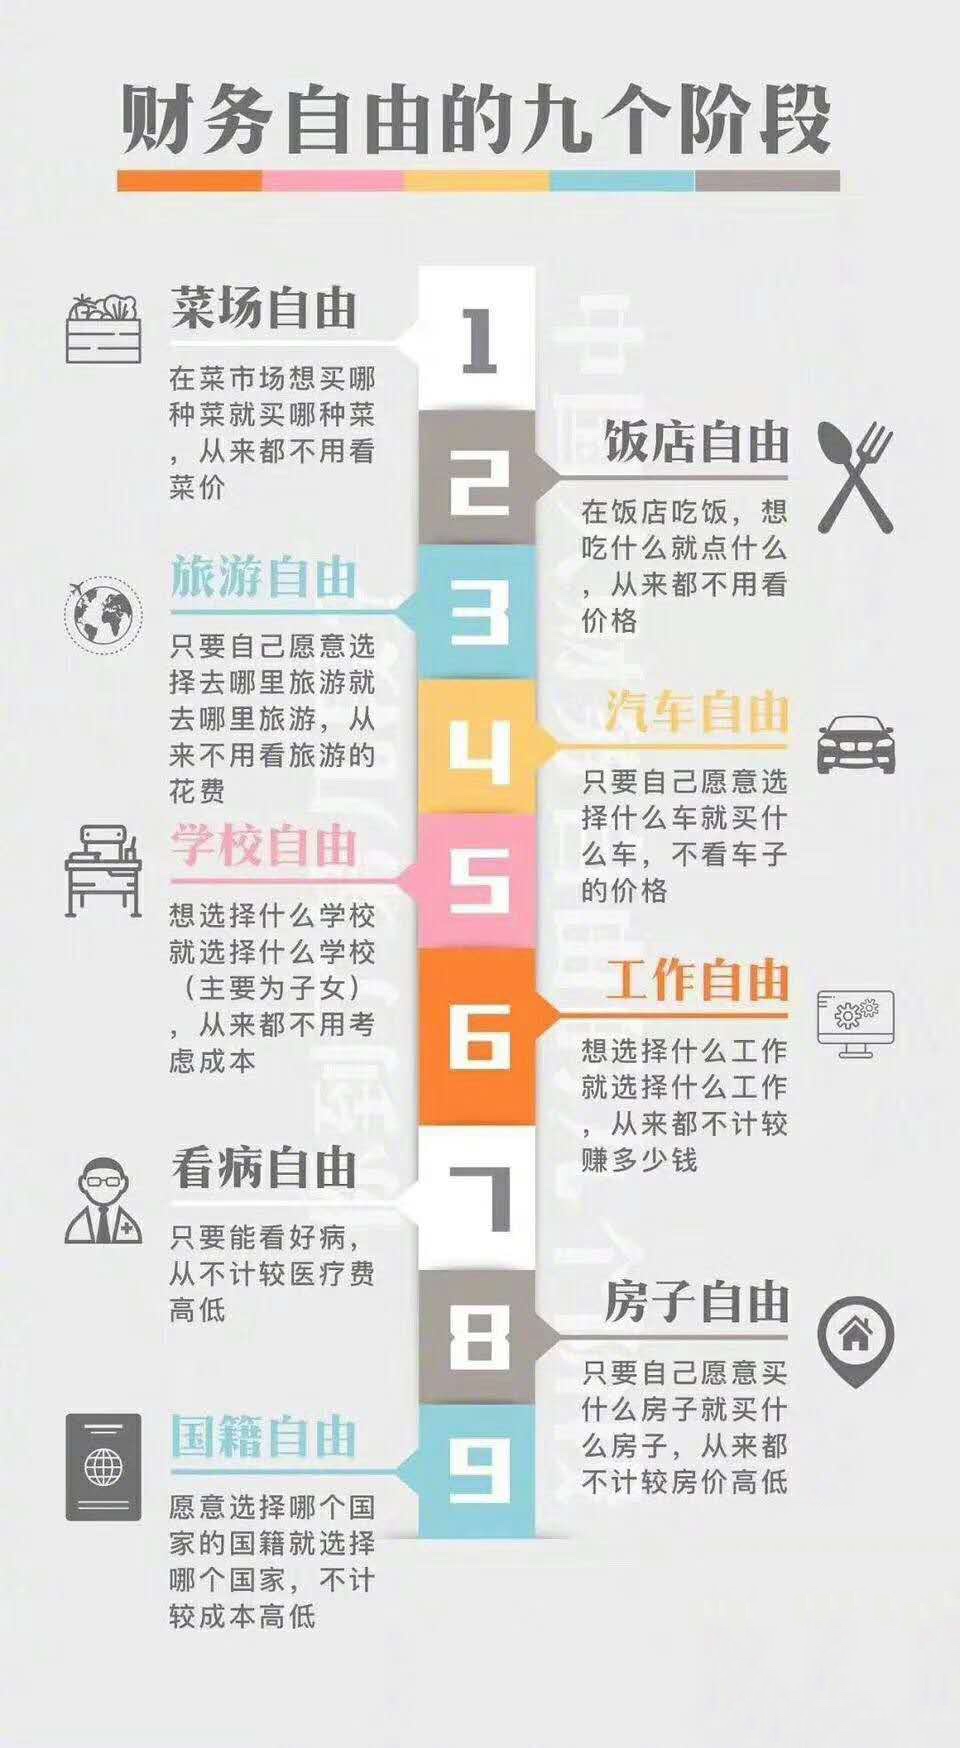 财务自由的九个阶段
菜场自由
1
在菜市场想买哪
种菜就买哪种菜
，从来都不用看
菜价
饭店自由
2
在饭店吃饭，想
吃什么就点什么
，从来都不用看
价格
旅游自由
3
只要自己愿意选
择去哪里旅游就
去哪里旅游，从
来不用看旅游的
花费
汽车自由
4
只要自己愿意选
择什么车就买什
么车，不看车子
的价格
学校自由
5
想选择什么学校
就选择什么学校
（主要为子女）
，从来都不用考
虑成本
工作自由
6
想选择什么工作
就选择什么工作
，从来都不计较
赚多少钱
看病自由
7
只要能看好病，
从不计较医疗费
高低
房子自由
8
只要自己愿意买
什么房子就买什
么房子，从来都
不计较房价高低
国籍自由
9
愿意选择哪个国
家的国籍就选择
哪个国家，不计
较成本高低